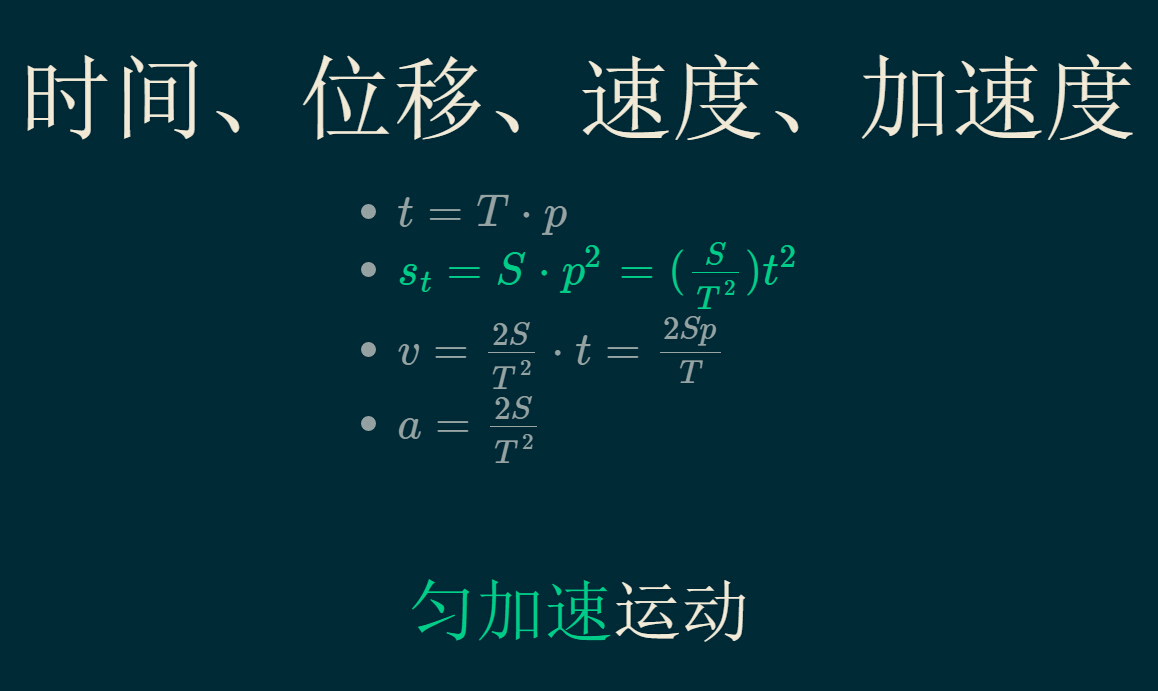 时间、位移、速度、加速度
• $t = T \cdot p$
• $s_t = S \cdot p^2 = (\frac{S}{T^2})t^2$
• $v = \frac{2S}{T^2} \cdot t = \frac{2Sp}{T}$
• $a = \frac{2S}{T^2}$
匀加速运动